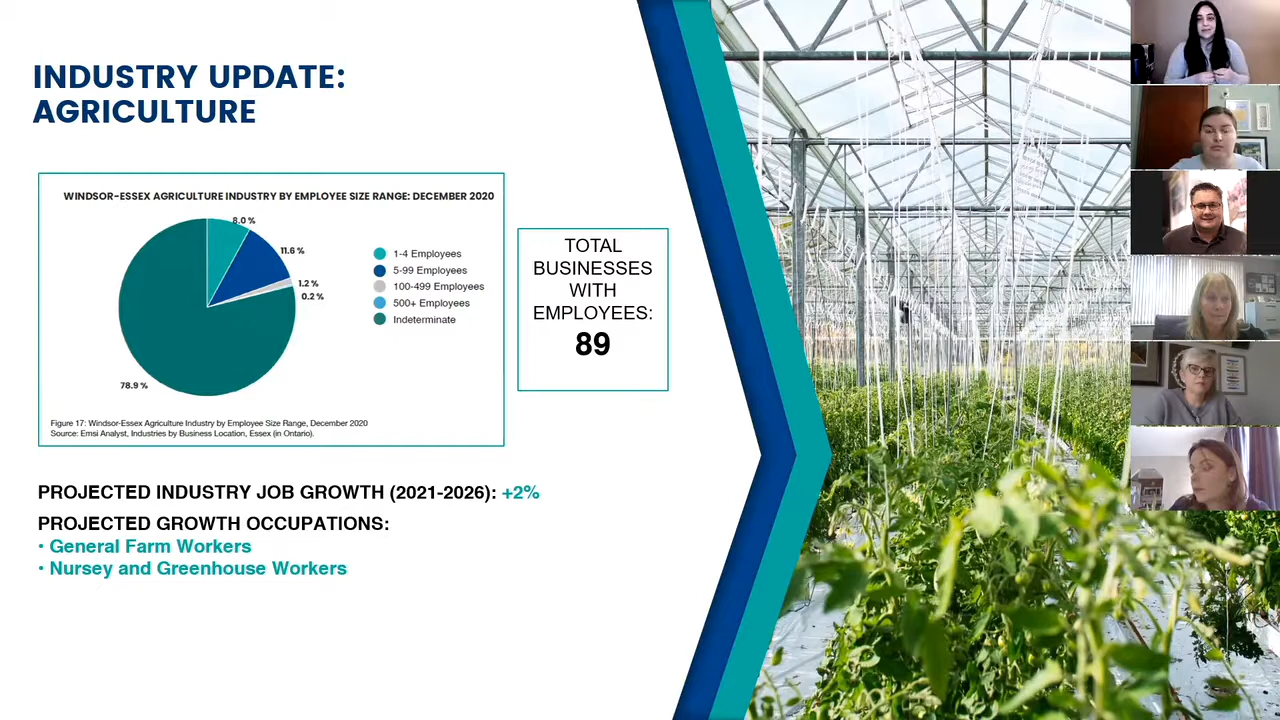 INDUSTRY UPDATE:
AGRICULTURE
WINDSOR-ESSEX AGRICULTURE INDUSTRY BY EMPLOYEE SIZE RANGE: DECEMBER 2020
8.0 %
11.6 %
1.2 %
0.2 %
78.9 %
1-4 Employees
5-99 Employees
100-499 Employees
500+ Employees
Indeterminate
Figure 17: Windsor-Essex Agriculture Industry by Employee Size Range, December 2020
Source: Emsi Analyst, Industries by Business Location, Essex (in Ontario).
TOTAL
BUSINESSES
WITH
EMPLOYEES:
89
PROJECTED INDUSTRY JOB GROWTH (2021-2026): +2%
PROJECTED GROWTH OCCUPATIONS:
• General Farm Workers
• Nursey and Greenhouse Workers